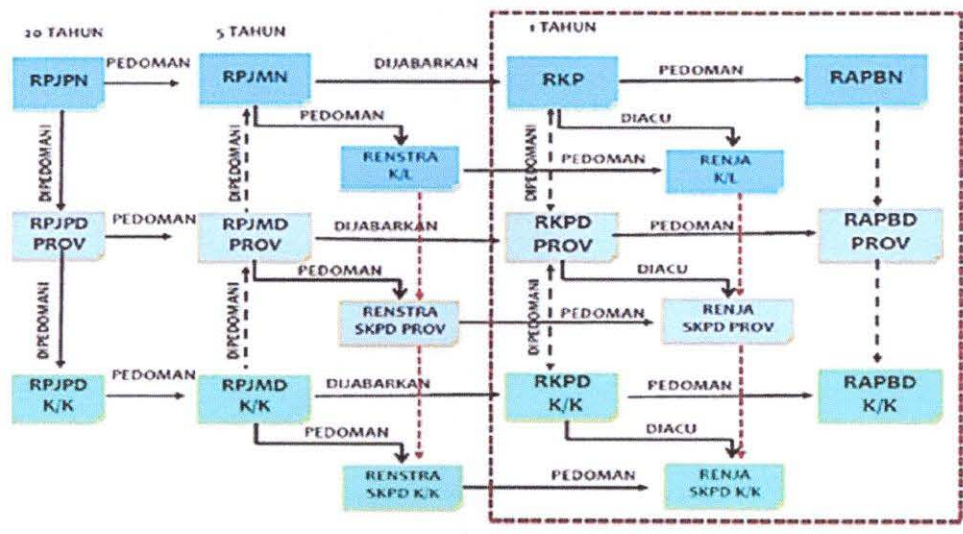 20 TAHUN
5 TAHUN
1 TAHUN
RPJPN
PEDOMAN
RPJMN
DIJABARKAN
RKP
PEDOMAN
RAPBN
PEDOMAN
DIACU
DIPEDOMANI
DIPEDOMANI
DIPEDOMANI
RENSTRA
K/L
PEDOMAN
RENJA
K/L
RPJPD
PROV
PEDOMAN
RPJMD
PROV
DIJABARKAN
RKPD
PROV
PEDOMAN
RAPBD
PROV
PEDOMAN
DIACU
DIPEDOMANI
DIPEDOMANI
DIPEDOMANI
RENSTRA
SKPD PROV
PEDOMAN
RENJA
SKPD PROV
RPJPD
K/K
PEDOMAN
RPJMD
K/K
DIJABARKAN
RKPD
K/K
PEDOMAN
RAPBD
K/K
PEDOMAN
DIACU
RENSTRA
SKPD K/K
PEDOMAN
RENJA
SKPD K/K